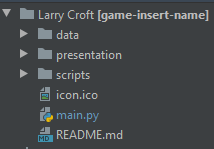 Larry Croft [game-insert-name]
data
presentation
scripts
icon.ico
main.py
README.md